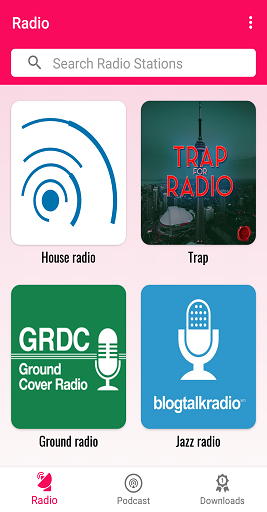 Radio
Search Radio Stations
TRAP
FOR
RADIO
House radio
Trap
GRDC
Ground
Cover Radio
blogtalkradio
Ground radio
Jazz radio
Radio
Podcast
Downloads